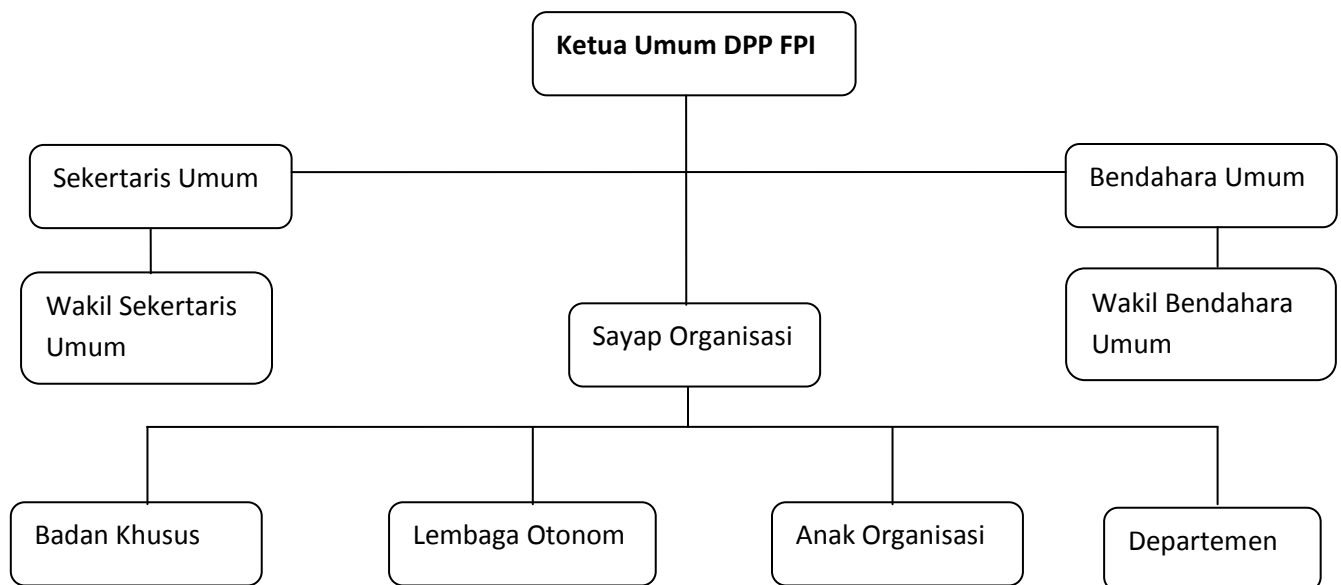 Ketua Umum DPP FPI
Sekertaris Umum
Bendahara Umum
Wakil Sekertaris
Umum
Sayap Organisasi
Wakil Bendahara
Umum
Badan Khusus
Lembaga Otonom
Anak Organisasi
Departemen